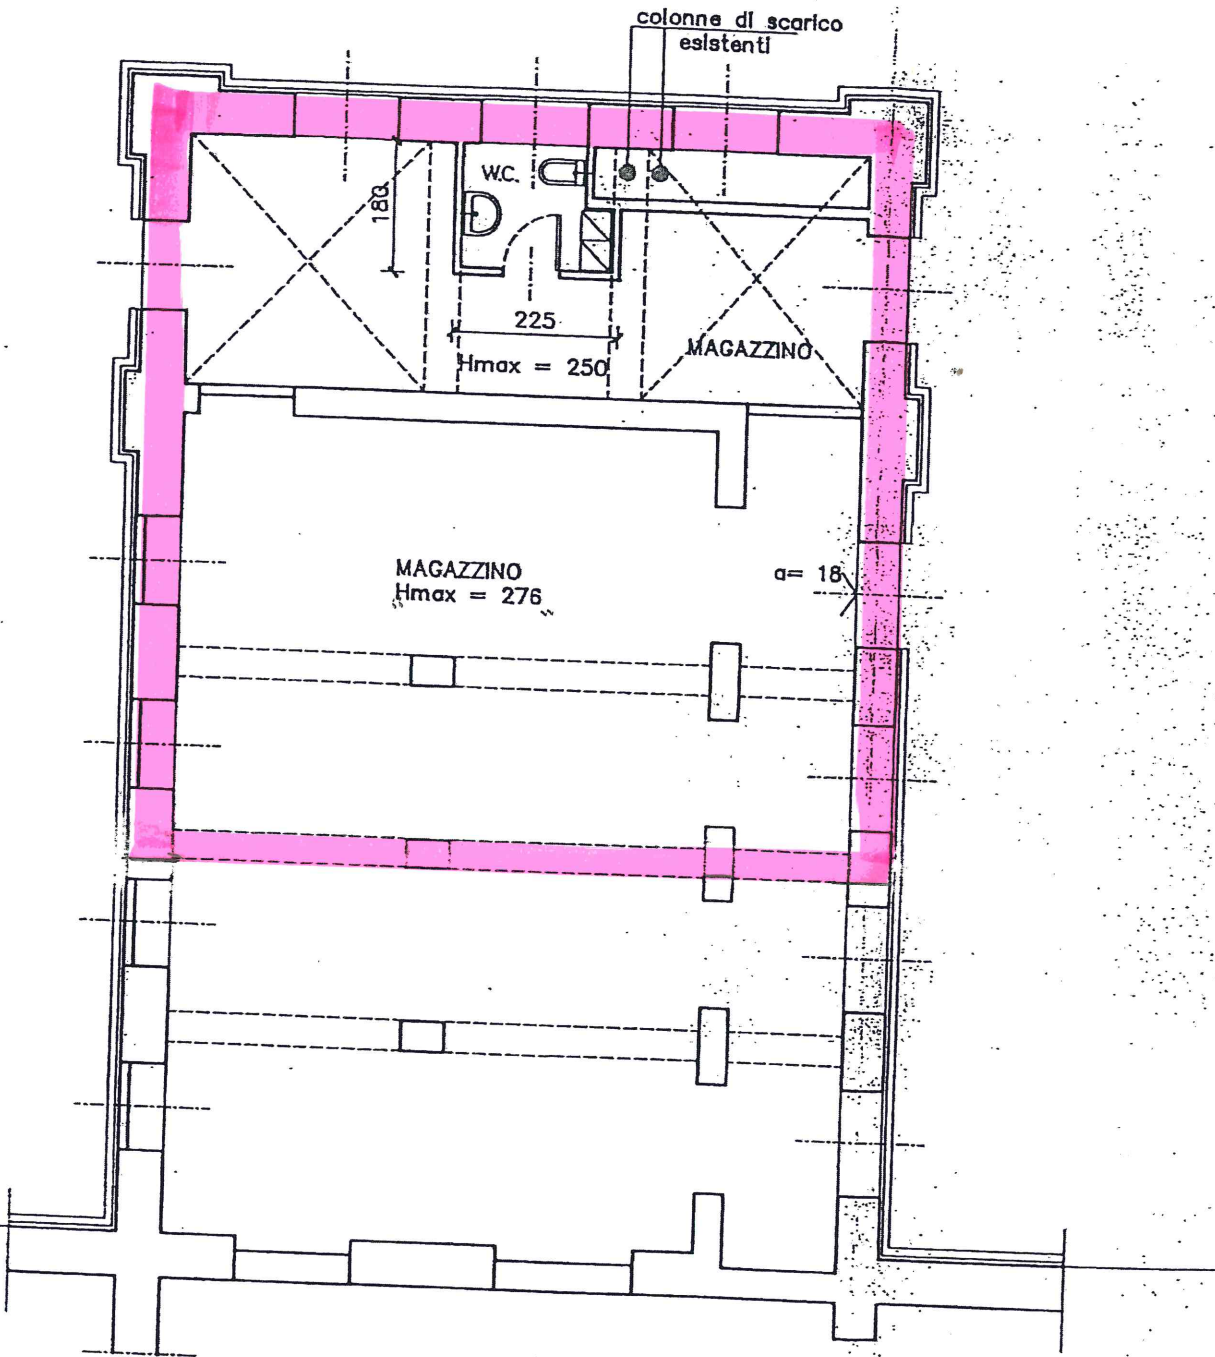 colonne di scarico
esistenti
W.C.
180
225
Hmax = 250
MAGAZZINO
MAGAZZINO
Hmax = 276
a= 18